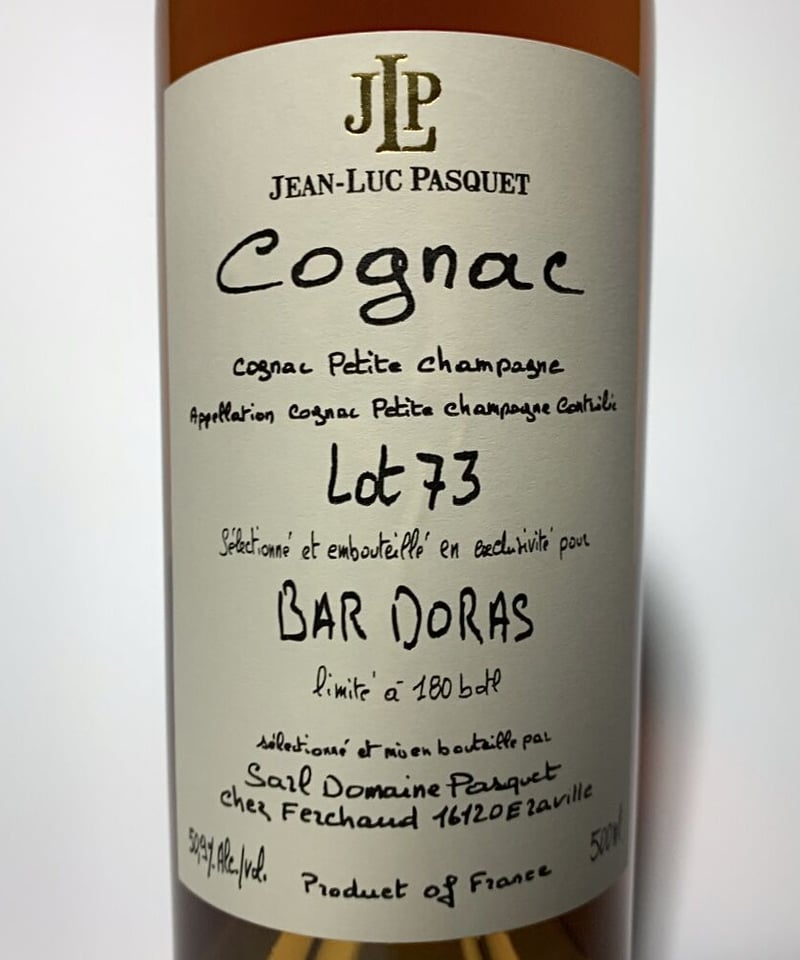 JLP
JEAN-LUC PASQUET
Cognac
Cognac Petite Champagne
Appellation Cognac Petite Champagne Contrôlée
Lot 73
Sélectionné et embouteillé en exclusivité pour
BAR DORAS
limité à 180 btl
sélectionné et mis en bouteille par
Sarl Domaine Pasquet
chez Ferchaud 16120 Eraville
50,9% Alc./vol.
500ml
Product of France